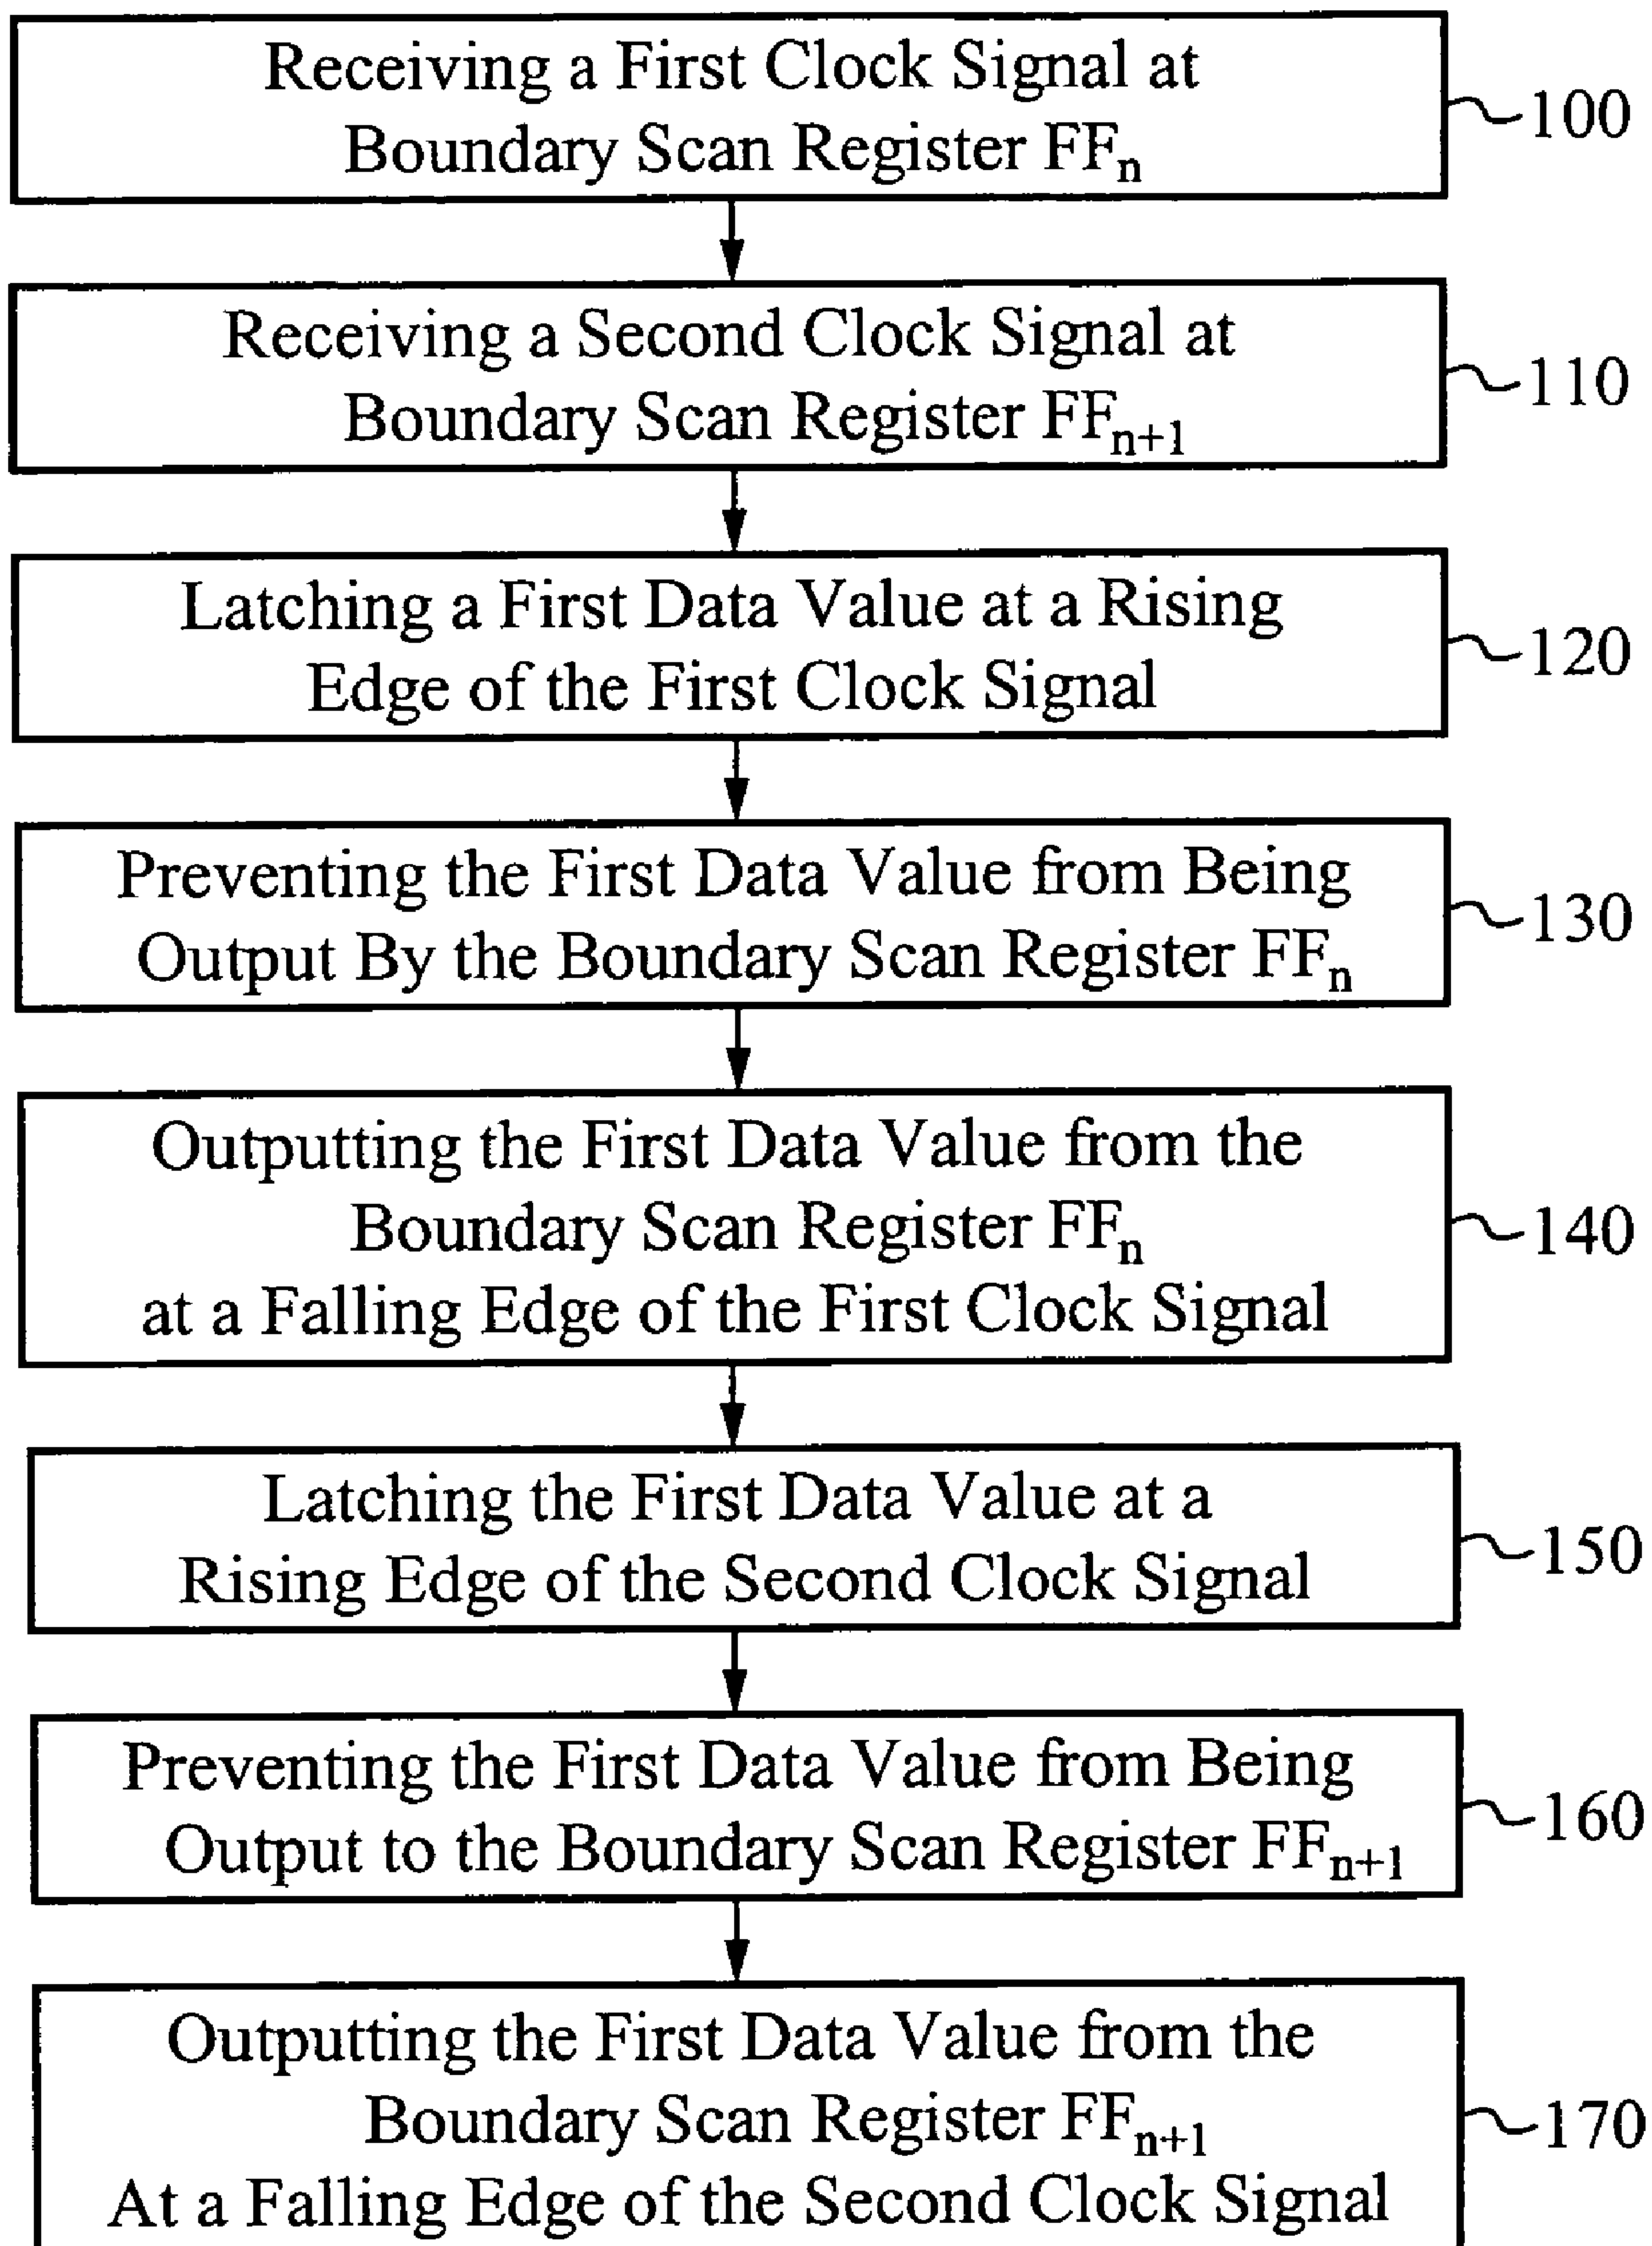 Receiving a First Clock Signal at
Boundary Scan Register FFn
100
Receiving a Second Clock Signal at
Boundary Scan Register FFn+1
110
Latching a First Data Value at a Rising
Edge of the First Clock Signal
120
Preventing the First Data Value from Being
Output By the Boundary Scan Register FFn
130
Outputting the First Data Value from the
Boundary Scan Register FFn
at a Falling Edge of the First Clock Signal
140
Latching the First Data Value at a
Rising Edge of the Second Clock Signal
150
Preventing the First Data Value from Being
Output to the Boundary Scan Register FFn+1
160
Outputting the First Data Value from the
Boundary Scan Register FFn+1
At a Falling Edge of the Second Clock Signal
170